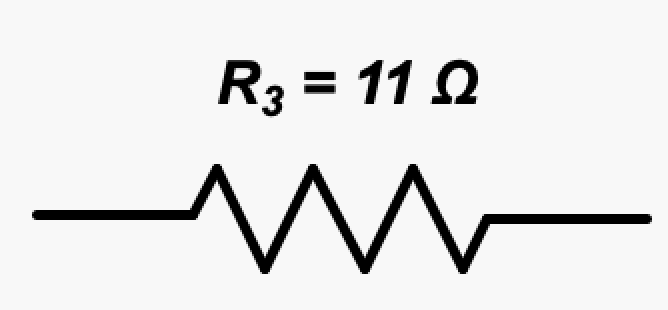 R₃ = 11 Ω